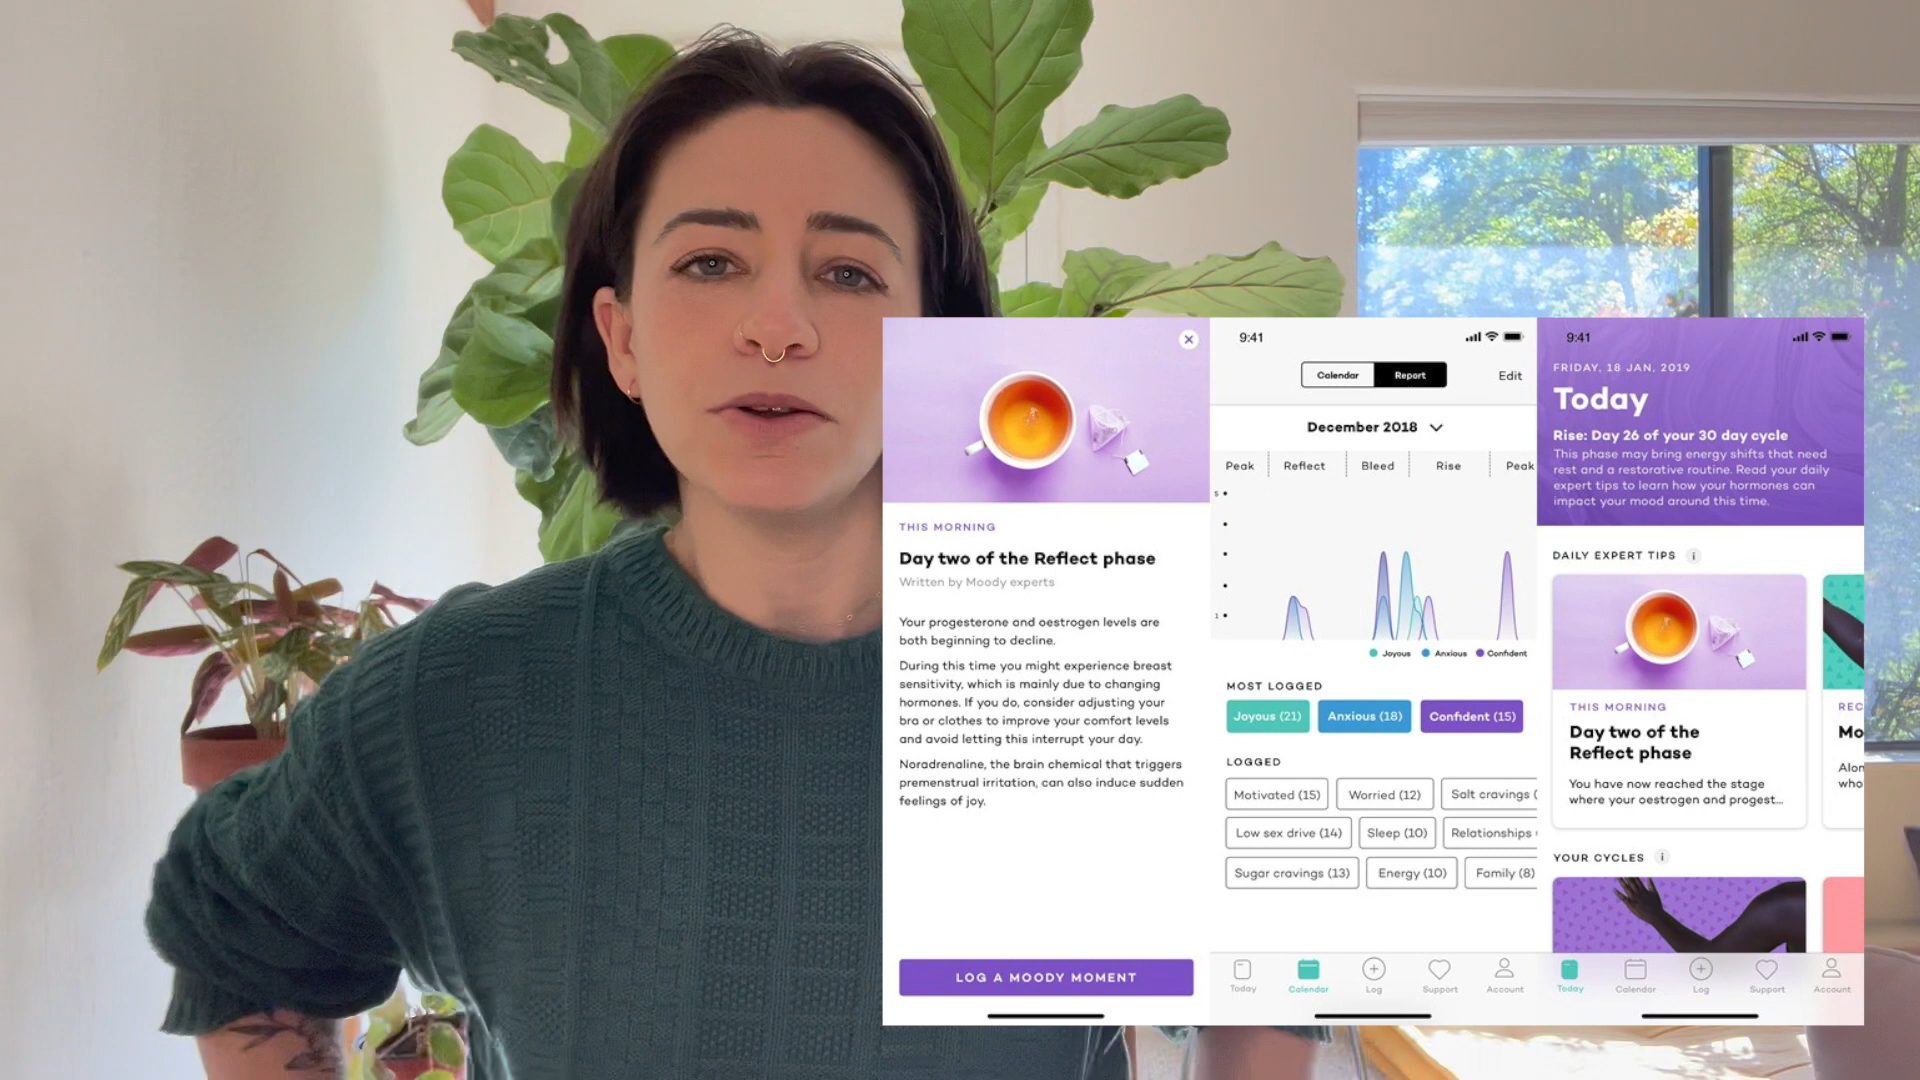 THIS MORNING
Day two of the Reflect phase
Written by Moody experts
Your progesterone and oestrogen levels are
both beginning to decline.
During this time you might experience breast
sensitivity, which is mainly due to changing
hormones. If you do, consider adjusting your
bra or clothes to improve your comfort levels
and avoid letting this interrupt your day.
Noradrenaline, the brain chemical that triggers
premenstrual irritation, can also induce sudden
feelings of joy.
LOG A MOODY MOMENT
9:41
Calendar Report Edit
December 2018
Peak Reflect Bleed Rise Peak
5
1
Joyous Anxious Confident
MOST LOGGED
Joyous (21) Anxious (18) Confident (15)
LOGGED
Motivated (15) Worried (12) Salt cravings (
Low sex drive (14) Sleep (10) Relationships
Sugar cravings (13) Energy (10) Family (8)
Today Calendar Log Support Account
9:41
FRIDAY, 18 JAN, 2019
Today
Rise: Day 26 of your 30 day cycle
This phase may bring energy shifts that need
rest and a restorative routine. Read your daily
expert tips to learn how your hormones can
impact your mood around this time.
DAILY EXPERT TIPS i
THIS MORNING
Day two of the
Reflect phase
You have now reached the stage
where your oestrogen and progest...
REC
Mo
Alon
who
YOUR CYCLES i
Today Calendar Log Support Account